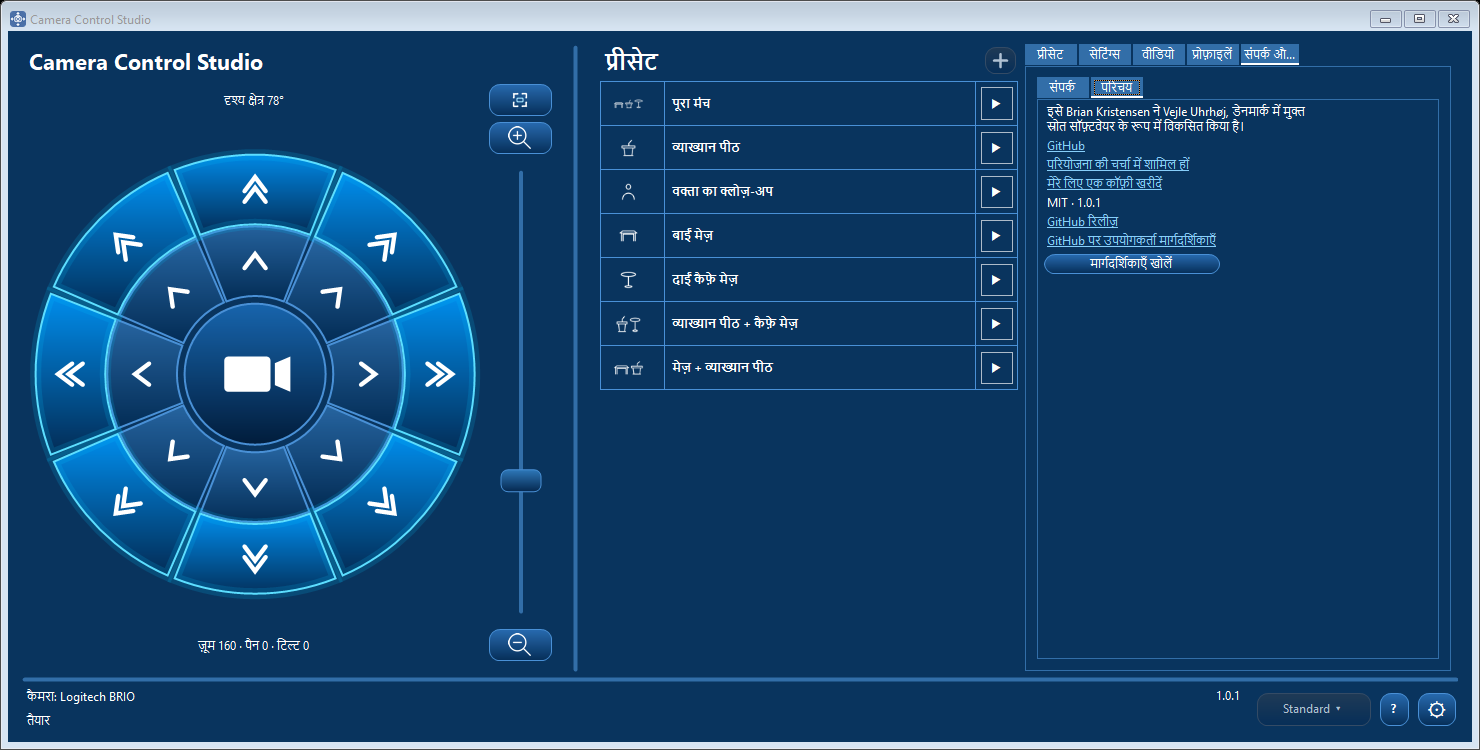 Camera Control Studio
Camera Control Studio
दृश्य क्षेत्र 78°
ज़ूम 160 · पैन 0 · टिल्ट 0
प्रीसेट
पूरा मंच
व्याख्यान पीठ
वक्ता का क्लोज़-अप
बाईं मेज़
दाईं कैफ़े मेज़
व्याख्यान पीठ + कैफ़े मेज़
मेज़ + व्याख्यान पीठ
प्रीसेट सेटिंग्स वीडियो प्रोफ़ाइलें संपर्क औ...
संपर्क परिचय
इसे Brian Kristensen ने Vejle Uhrhøj, डेनमार्क में मुक्त
स्रोत सॉफ़्टवेयर के रूप में विकसित किया है।
GitHub
परियोजना की चर्चा में शामिल हों
मेरे लिए एक कॉफ़ी खरीदें
MIT · 1.0.1
GitHub रिलीज़
GitHub पर उपयोगकर्ता मार्गदर्शिकाएँ
मार्गदर्शिकाएँ खोलें
कैमरा: Logitech BRIO
तैयार
1.0.1
Standard
?